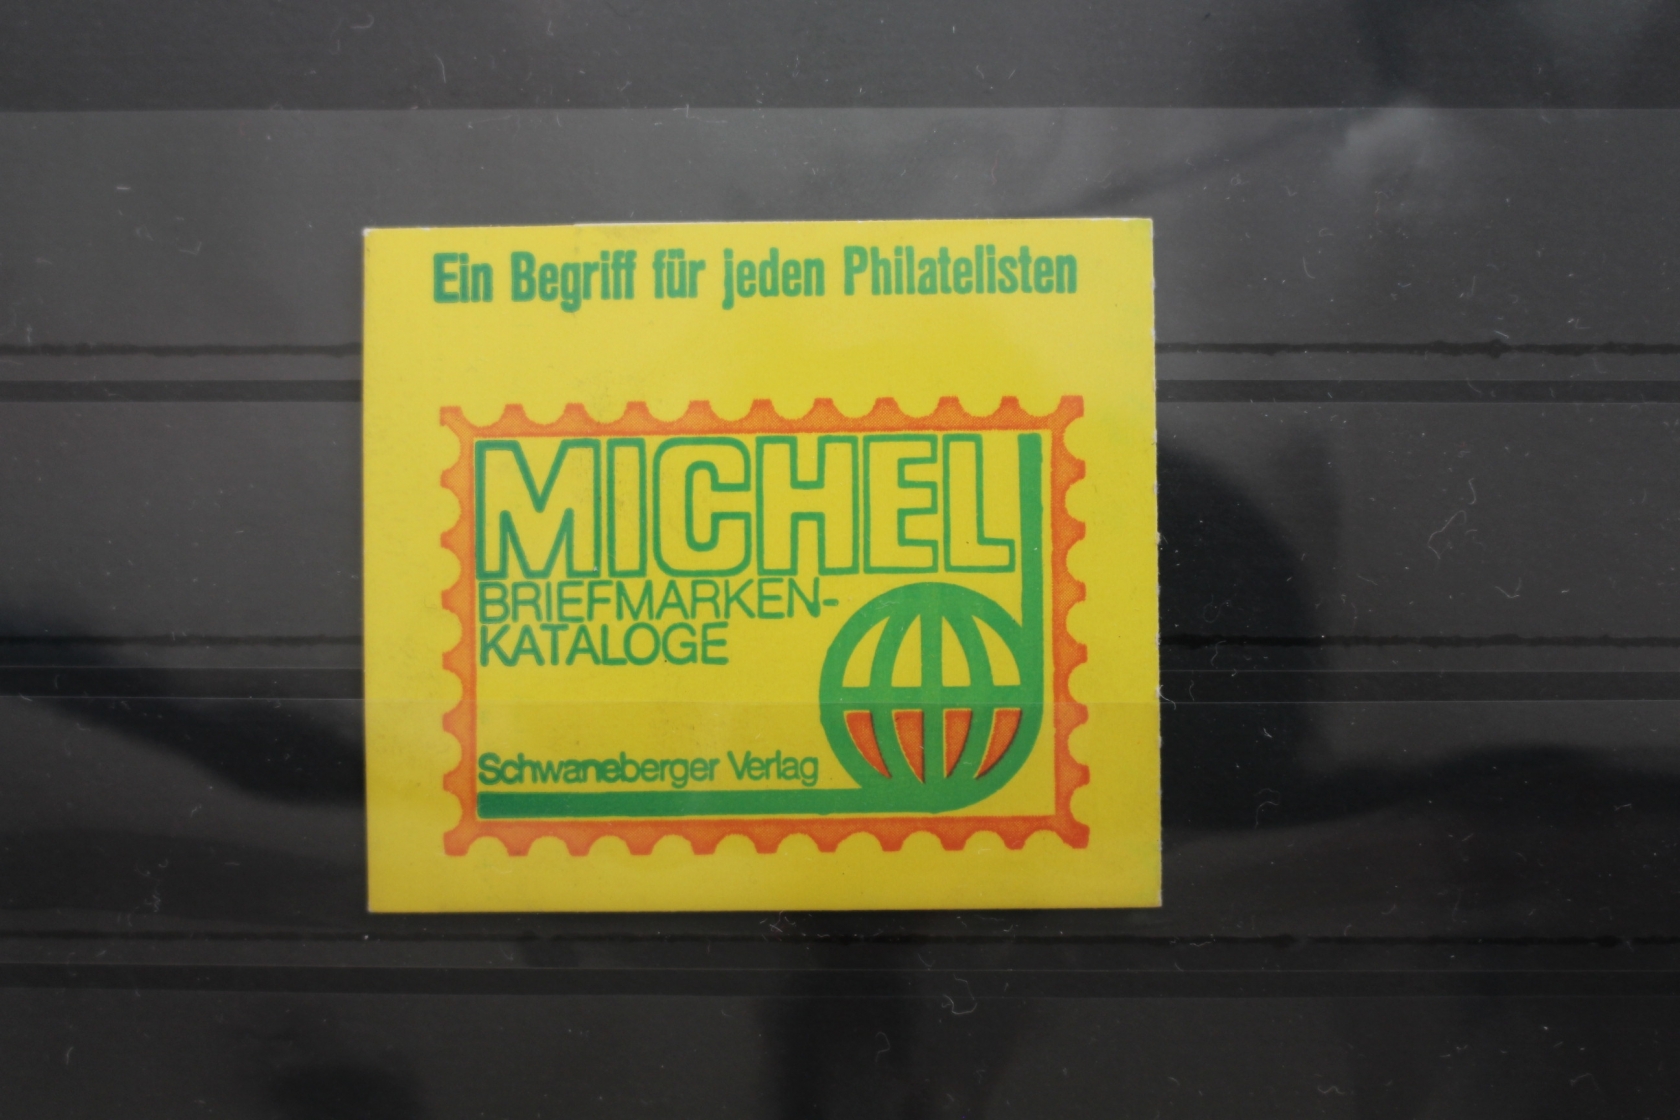 Ein Begriff für jeden Philatelisten
MICHEL
BRIEFMARKEN-
KATALOGE
Schwaneberger Verlag